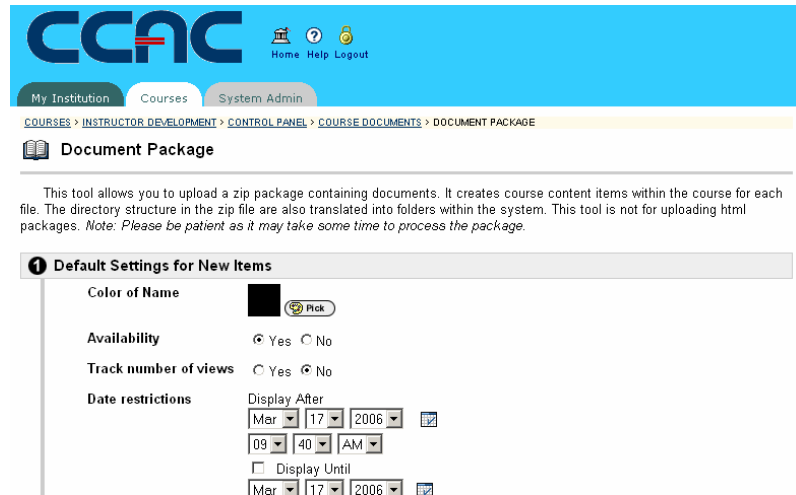 CCAC
Home Help Logout
My Institution Courses System Admin
COURSES > INSTRUCTOR DEVELOPMENT > CONTROL PANEL > COURSE DOCUMENTS > DOCUMENT PACKAGE
Document Package
This tool allows you to upload a zip package containing documents. It creates course content items within the course for each
file. The directory structure in the zip file are also translated into folders within the system. This tool is not for uploading html
packages. Note: Please be patient as it may take some time to process the package.
1 Default Settings for New Items
Color of Name Pick
Availability Yes No
Track number of views Yes No
Date restrictions Display After
Mar 17 2006
09 40 AM
Display Until
Mar 17 2006